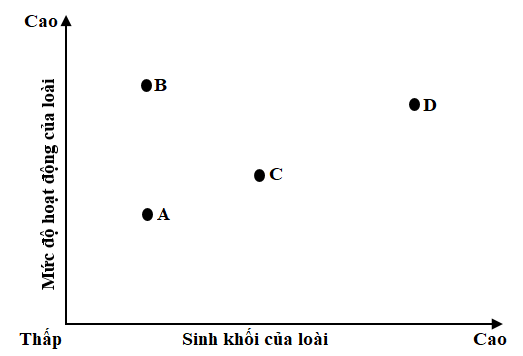 Cao
Mức độ hoạt động của loài
B
D
C
A
Thấp
Sinh khối của loài
Cao